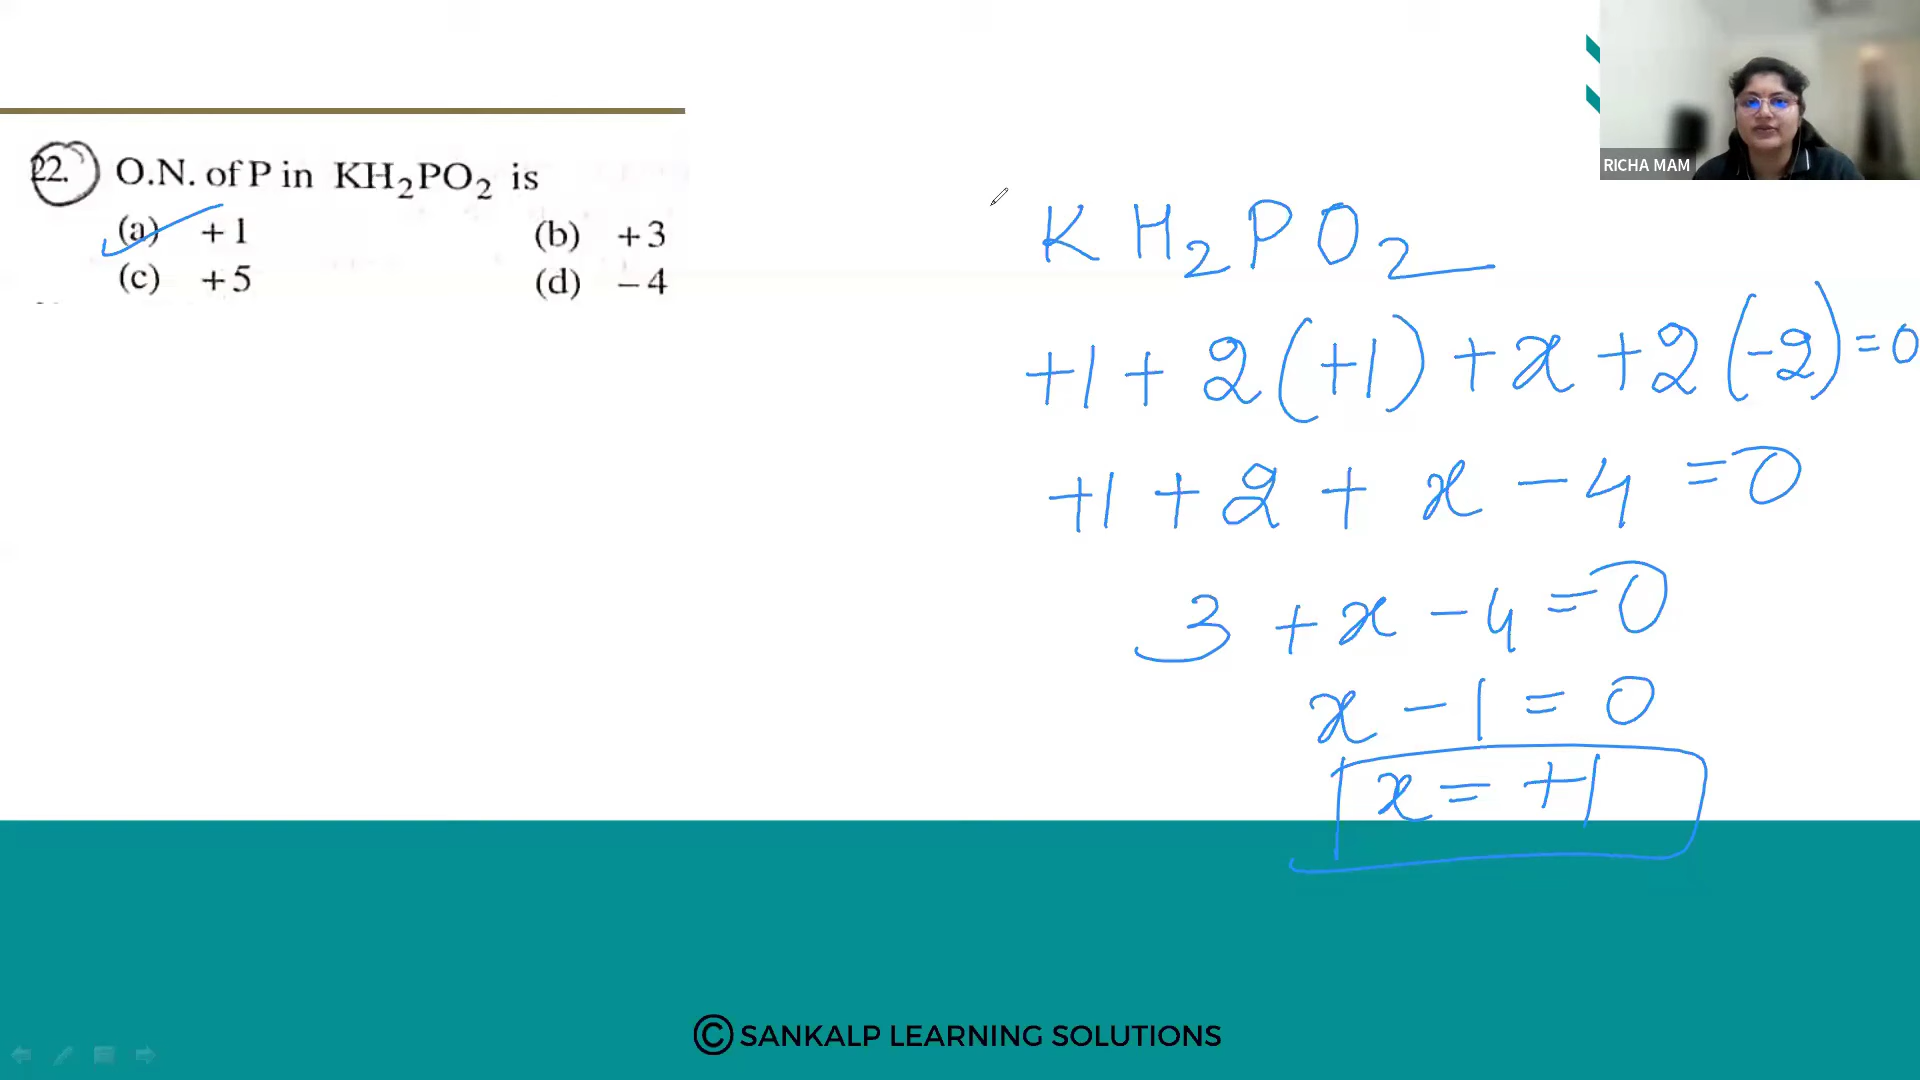 22. O.N. of P in KH₂PO₂ is
(a) +1 (b) +3
(c) +5 (d) –4
RICHA MAM
KH₂PO₂
+1 + 2(+1) + x + 2(-2) = 0
+1 + 2 + x - 4 = 0
3 + x - 4 = 0
x - 1 = 0
x = +1
© SANKALP LEARNING SOLUTIONS